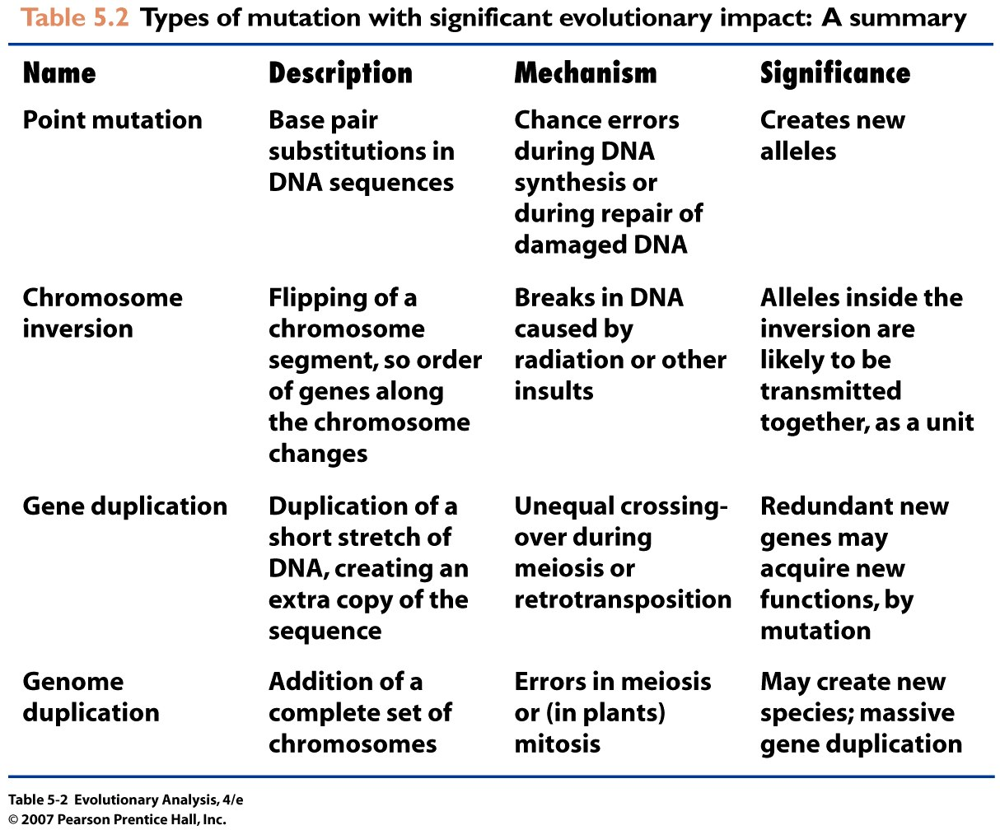 Table 5.2 Types of mutation with significant evolutionary impact: A summary
Name Description Mechanism Significance
Point mutation
Base pair
substitutions in
DNA sequences
Chance errors
during DNA
synthesis or
during repair of
damaged DNA
Creates new
alleles
Chromosome
inversion
Flipping of a
chromosome
segment, so order
of genes along
the chromosome
changes
Breaks in DNA
caused by
radiation or other
insults
Alleles inside the
inversion are
likely to be
transmitted
together, as a unit
Gene duplication
Duplication of a
short stretch of
DNA, creating an
extra copy of the
sequence
Unequal crossing-
over during
meiosis or
retrotransposition
Redundant new
genes may
acquire new
functions, by
mutation
Genome
duplication
Addition of a
complete set of
chromosomes
Errors in meiosis
or (in plants)
mitosis
May create new
species; massive
gene duplication
Table 5-2 Evolutionary Analysis, 4/e
© 2007 Pearson Prentice Hall, Inc.